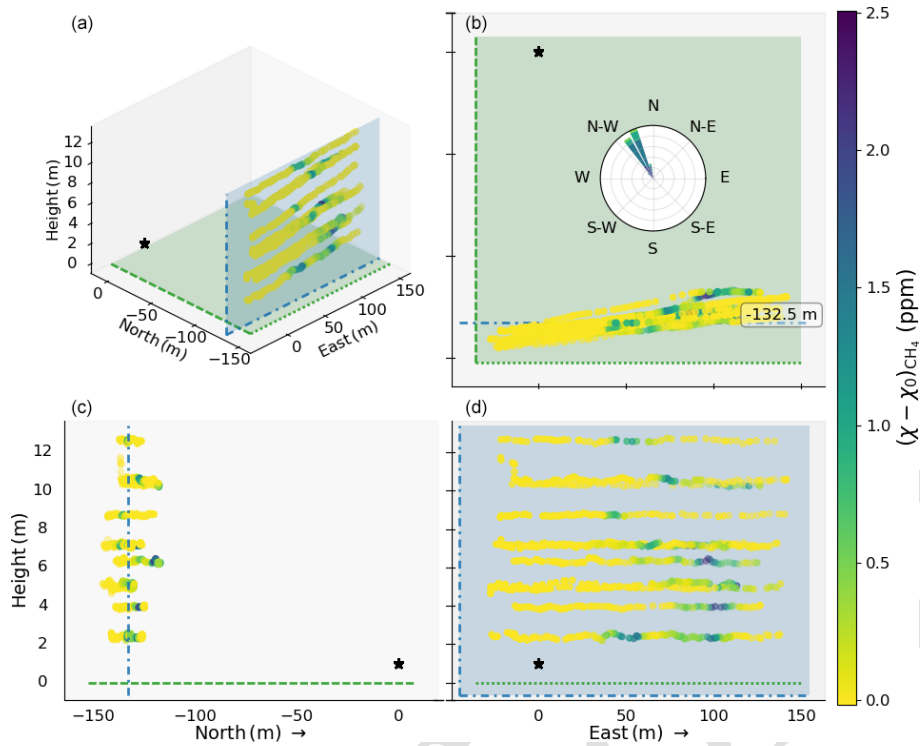 (a)
12
10
8
6
4
2
0
Height (m)
0
−50
−100
−150
North (m)
0
50
100
150
East (m)
(b)
N
N-W
N-E
W
E
S-W
S-E
S
-132.5 m
2.5
2.0
1.5
1.0
0.5
0.0
(χ − χ0)CH4 (ppm)
(c)
12
10
8
6
4
2
0
Height (m)
−150
−100
−50
0
North (m) →
(d)
0
50
100
150
East (m) →